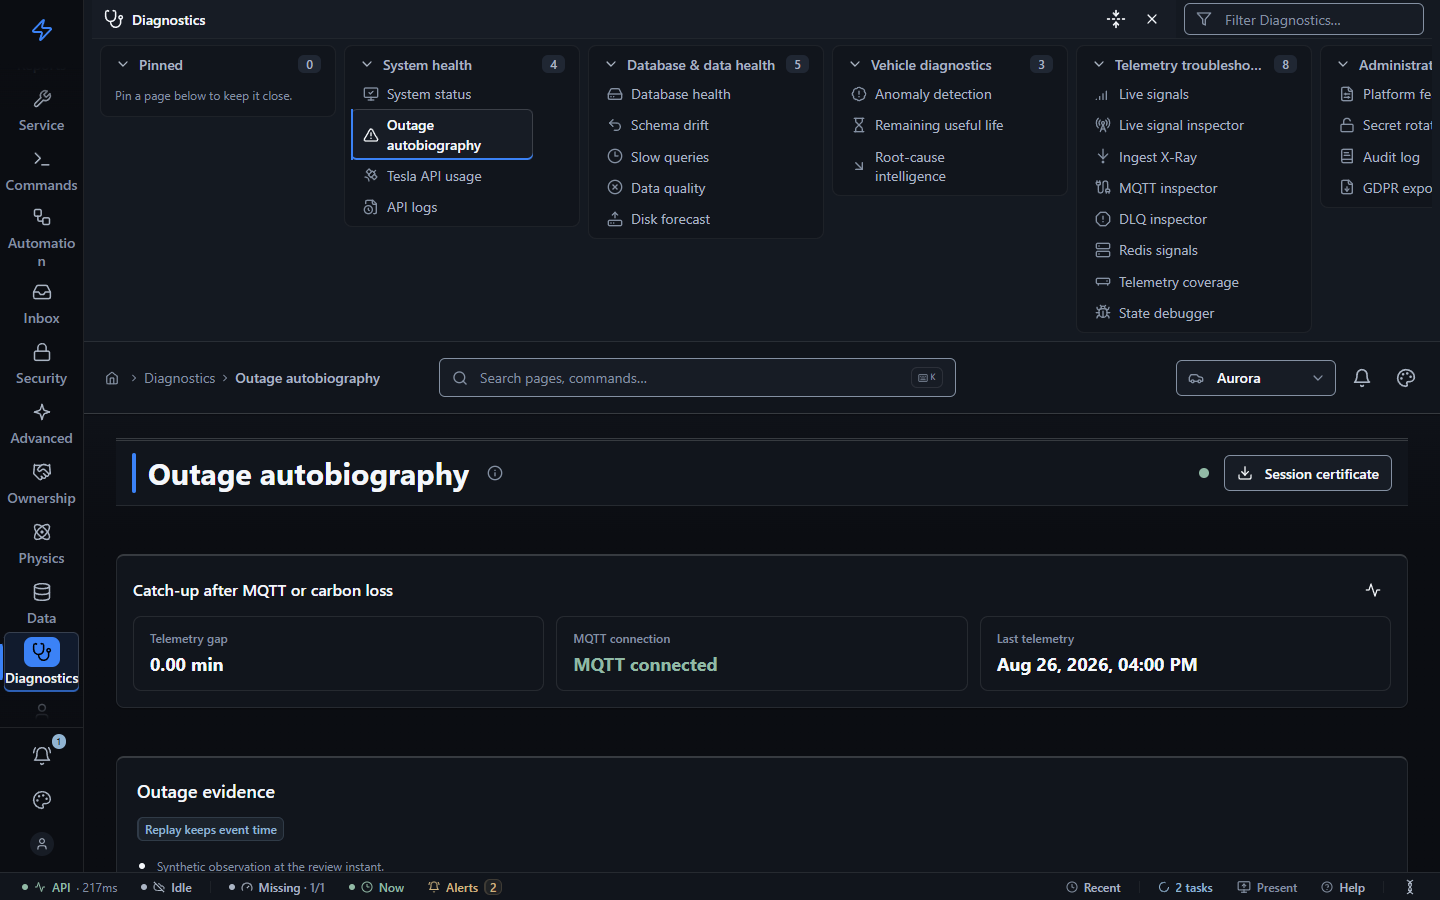 Diagnostics
Filter Diagnostics...
Service
Commands
Automatio
n
Inbox
Security
Advanced
Ownership
Physics
Data
Diagnostics
1
Pinned 0
Pin a page below to keep it close.
System health 4
System status
Outage
autobiography
Tesla API usage
API logs
Database & data health 5
Database health
Schema drift
Slow queries
Data quality
Disk forecast
Vehicle diagnostics 3
Anomaly detection
Remaining useful life
Root-cause
intelligence
Telemetry troublesho... 8
Live signals
Live signal inspector
Ingest X-Ray
MQTT inspector
DLQ inspector
Redis signals
Telemetry coverage
State debugger
Administrat
Platform fe
Secret rotat
Audit log
GDPR expo
Diagnostics > Outage autobiography
Search pages, commands... K
Aurora
Outage autobiography
Session certificate
Catch-up after MQTT or carbon loss
Telemetry gap
0.00 min
MQTT connection
MQTT connected
Last telemetry
Aug 26, 2026, 04:00 PM
Outage evidence
Replay keeps event time
Synthetic observation at the review instant.
API · 217ms Idle Missing · 1/1 Now Alerts 2 Recent 2 tasks Present Help